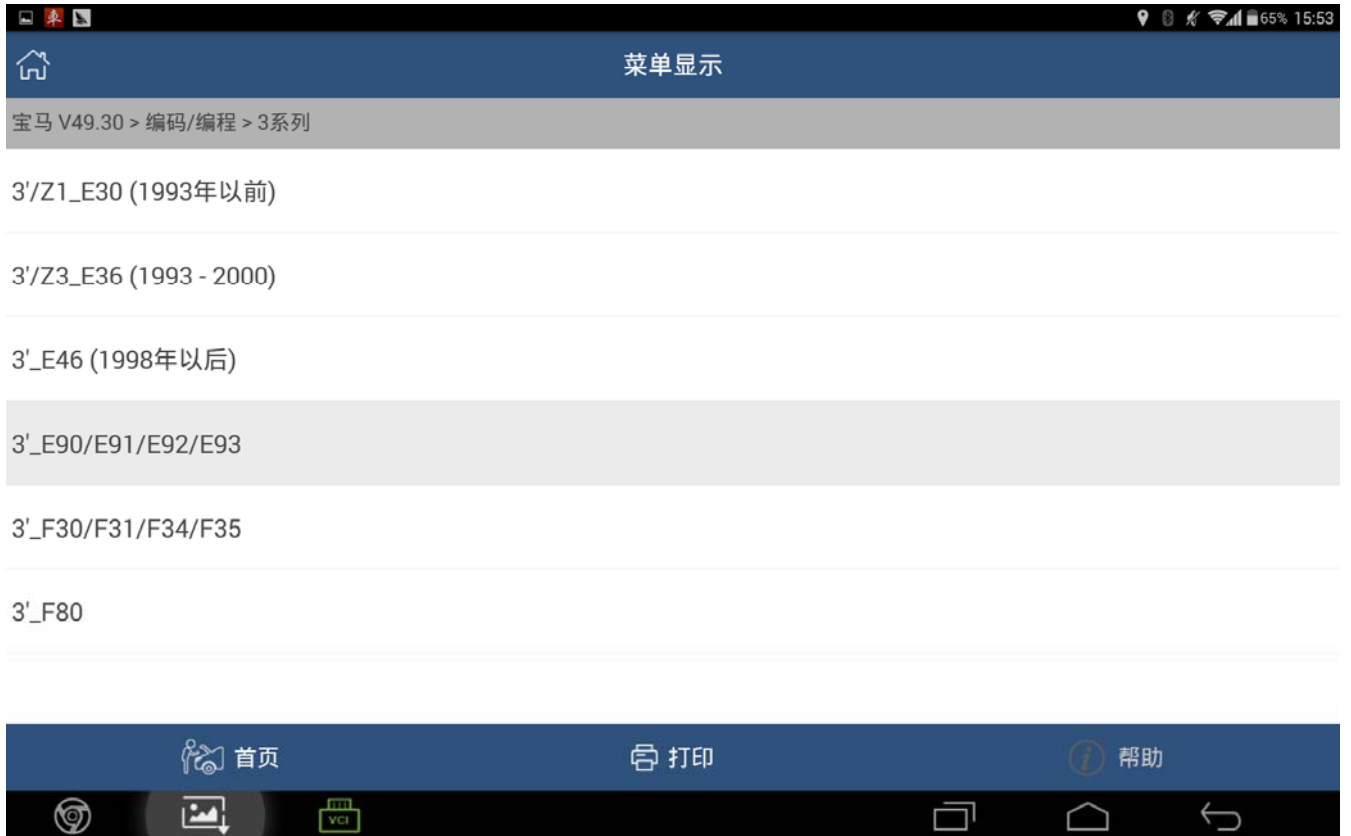 車 65% 15:53
菜单显示
宝马 V49.30 > 编码/编程 > 3系列
3'/Z1_E30 (1993年以前)
3'/Z3_E36 (1993 - 2000)
3'_E46 (1998年以后)
3'_E90/E91/E92/E93
3'_F30/F31/F34/F35
3'_F80
首页 打印 i 帮助
VCI